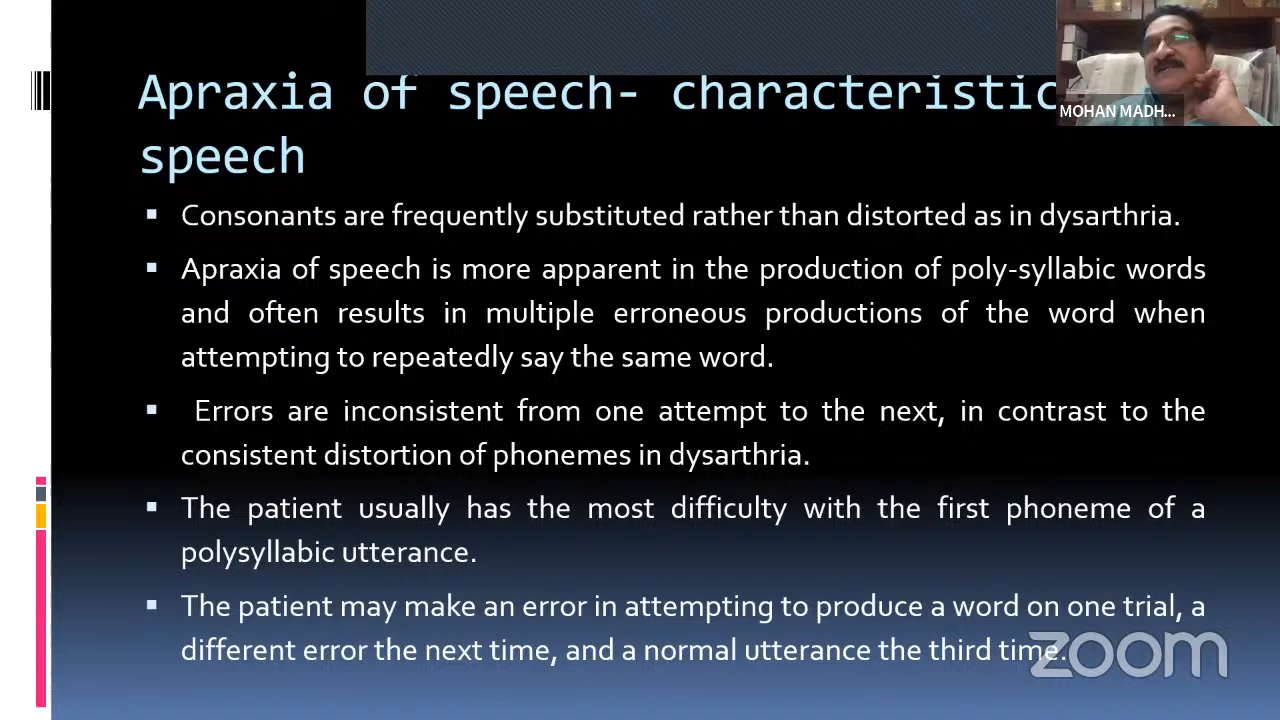 Apraxia of speech- characteristic
speech
MOHAN MADH...
▪ Consonants are frequently substituted rather than distorted as in dysarthria.
▪ Apraxia of speech is more apparent in the production of poly-syllabic words
and often results in multiple erroneous productions of the word when
attempting to repeatedly say the same word.
▪ Errors are inconsistent from one attempt to the next, in contrast to the
consistent distortion of phonemes in dysarthria.
▪ The patient usually has the most difficulty with the first phoneme of a
polysyllabic utterance.
▪ The patient may make an error in attempting to produce a word on one trial, a
different error the next time, and a normal utterance the third time.
zoom